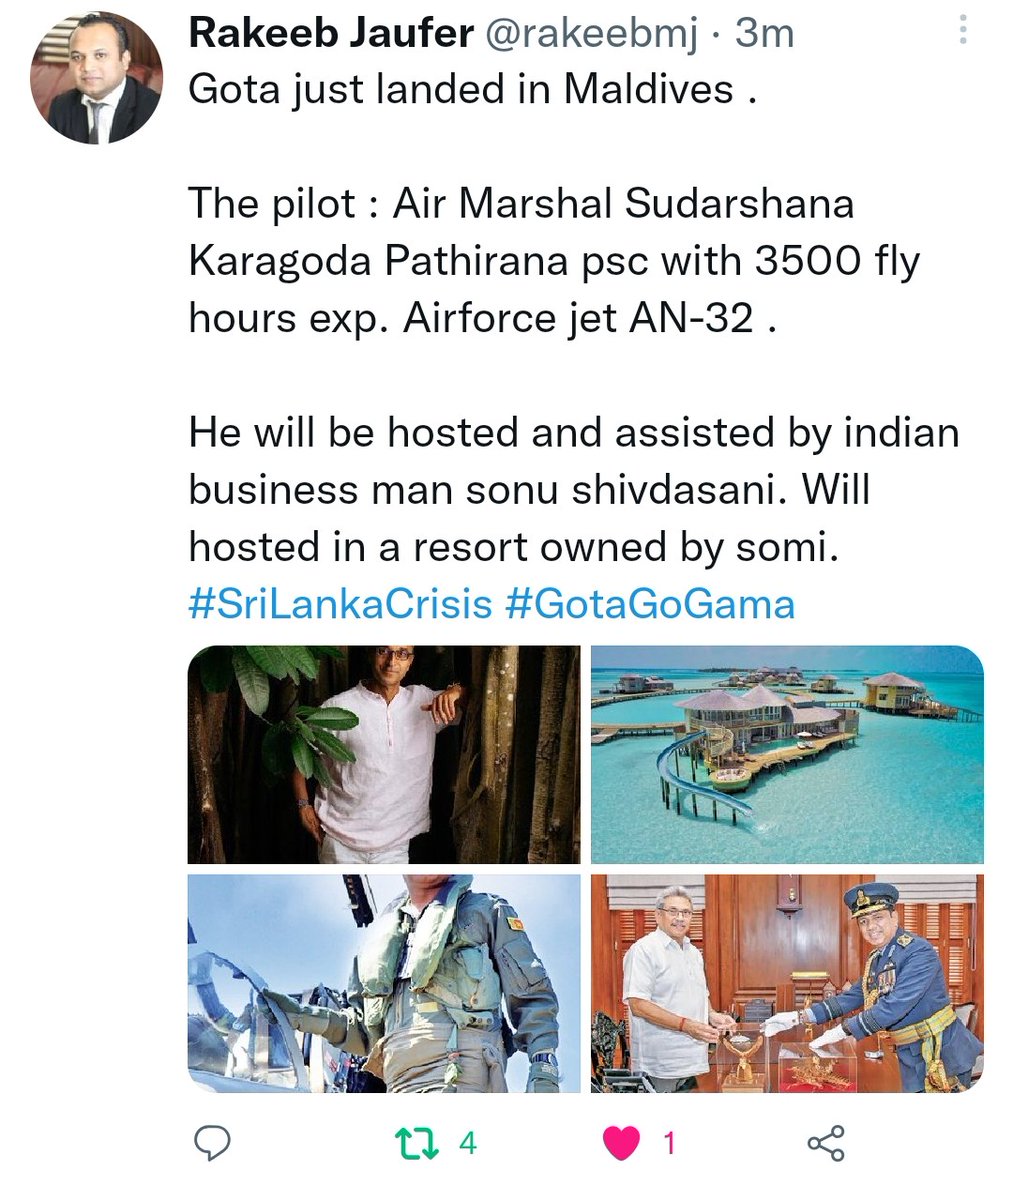 Rakeeb Jaufer @rakeebmj · 3m
Gota just landed in Maldives .
The pilot : Air Marshal Sudarshana
Karagoda Pathirana psc with 3500 fly
hours exp. Airforce jet AN-32 .
He will be hosted and assisted by indian
business man sonu shivdasani. Will
hosted in a resort owned by somi.
#SriLankaCrisis #GotaGoGama
4
1